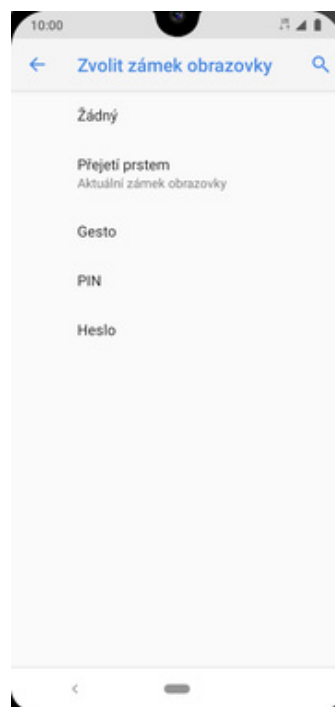 10:00
Zvolit zámek obrazovky
Žádný
Přejetí prstem
Aktuální zámek obrazovky
Gesto
PIN
Heslo